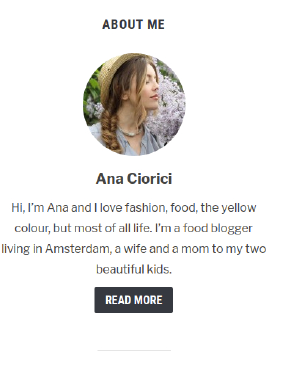 ABOUT ME
Ana Ciorici
Hi, I'm Ana and I love fashion, food, the yellow
colour, but most of all life. I'm a food blogger
living in Amsterdam, a wife and a mom to my two
beautiful kids.
READ MORE